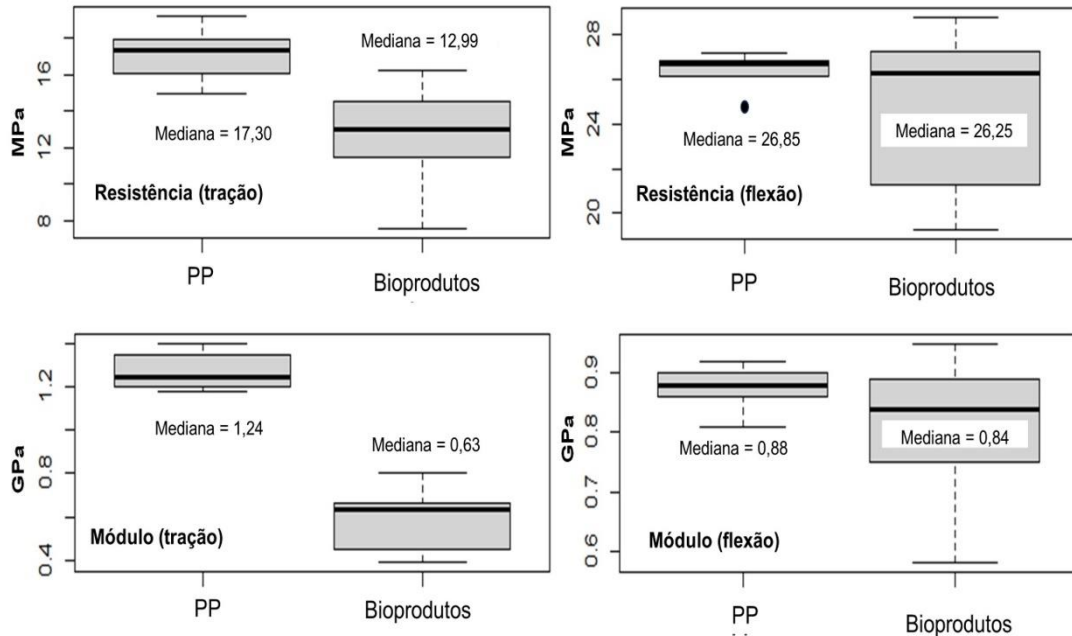 MPa
16
12
8
Mediana = 12,99
Mediana = 17,30
Resistência (tração)
PP
Bioprodutos
MPa
28
24
20
Mediana = 26,85
Mediana = 26,25
Resistência (flexão)
PP
Bioprodutos
GPa
1.2
0.8
0.4
Mediana = 1,24
Mediana = 0,63
Módulo (tração)
PP
Bioprodutos
GPa
0.9
0.8
0.7
0.6
Mediana = 0,88
Mediana = 0,84
Módulo (flexão)
PP
Bioprodutos